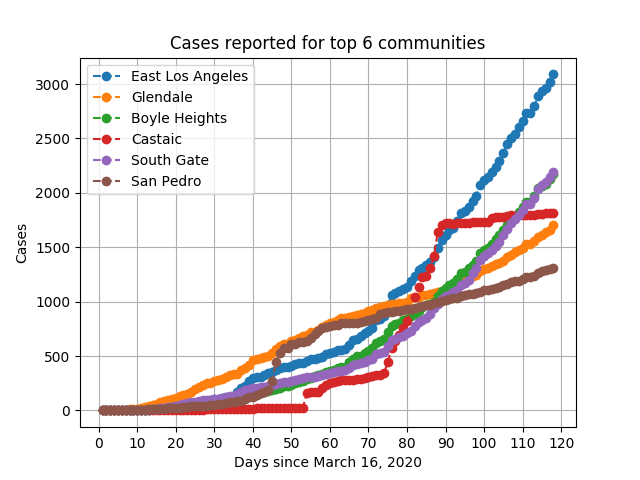 Cases reported for top 6 communities
East Los Angeles
Glendale
Boyle Heights
Castaic
South Gate
San Pedro
Cases
3000
2500
2000
1500
1000
500
0
0 10 20 30 40 50 60 70 80 90 100 110 120
Days since March 16, 2020